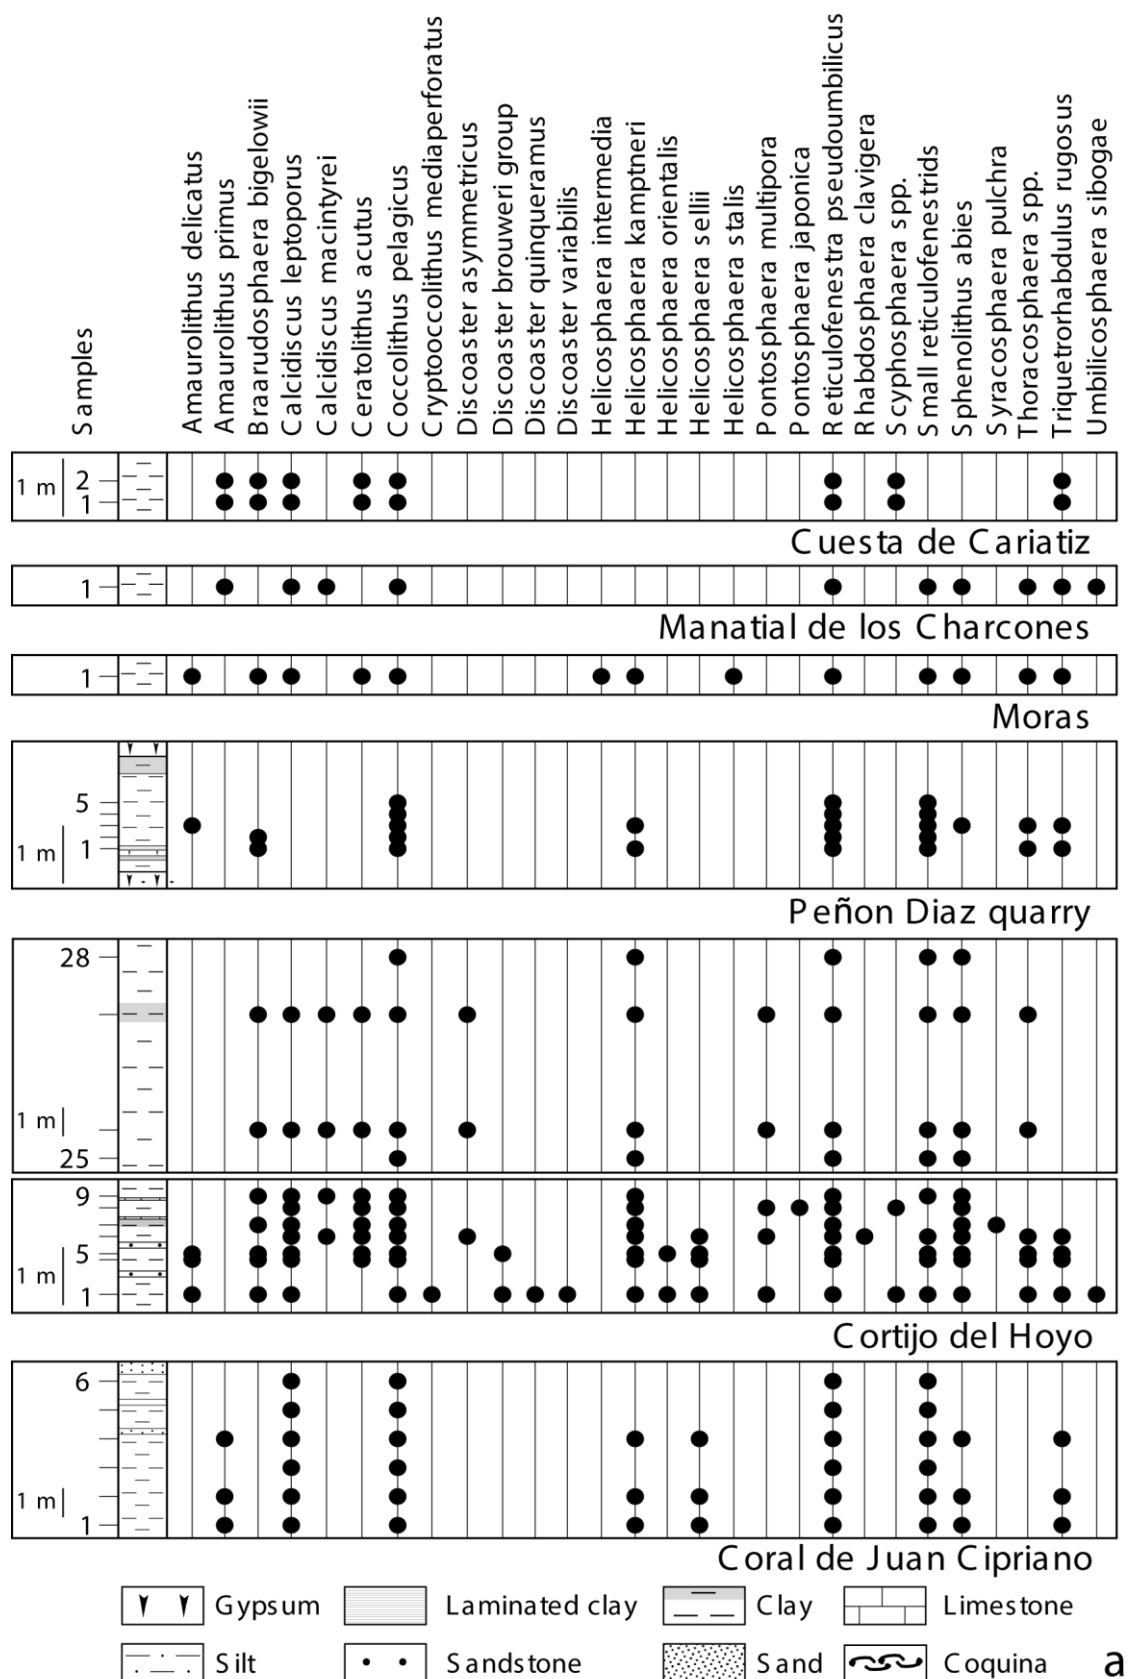 Samples
Amaurolithus delicatus
Amaurolithus primus
Braarudosphaera bigelowii
Calcidiscus leptoporus
Calcidiscus macintyrei
Ceratolithus acutus
Coccolithus pelagicus
Cryptooccolithus mediaperforatus
Discoaster asymmetricus
Discoaster brouweri group
Discoaster quinqueramus
Discoaster variabilis
Helicosphaera intermedia
Helicosphaera kamptneri
Helicosphaera orientalis
Helicosphaera sellii
Helicosphaera stalis
Pontosphaera multipora
Pontosphaera japonica
Reticulofenestra pseudoumbilicus
Rhabdosphaera clavigera
Scyphosphaera spp.
Small reticulofenestrids
Sphenolithus abies
Syracosphaera pulchra
Thoracosphaera spp.
Triquetrorhabdulus rugosus
Umbilicosphaera sibogae
1 m
2
1
Cuesta de Cariatiz
1
Manatial de los Charcones
1
Moras
5
1 m
1
Peñon Diaz quarry
28
1 m
25
9
5
1 m
1
Cortijo del Hoyo
6
1 m
1
Coral de Juan Cipriano
Gypsum
Laminated clay
Clay
Limestone
Silt
Sandstone
Sand
Coquina
a